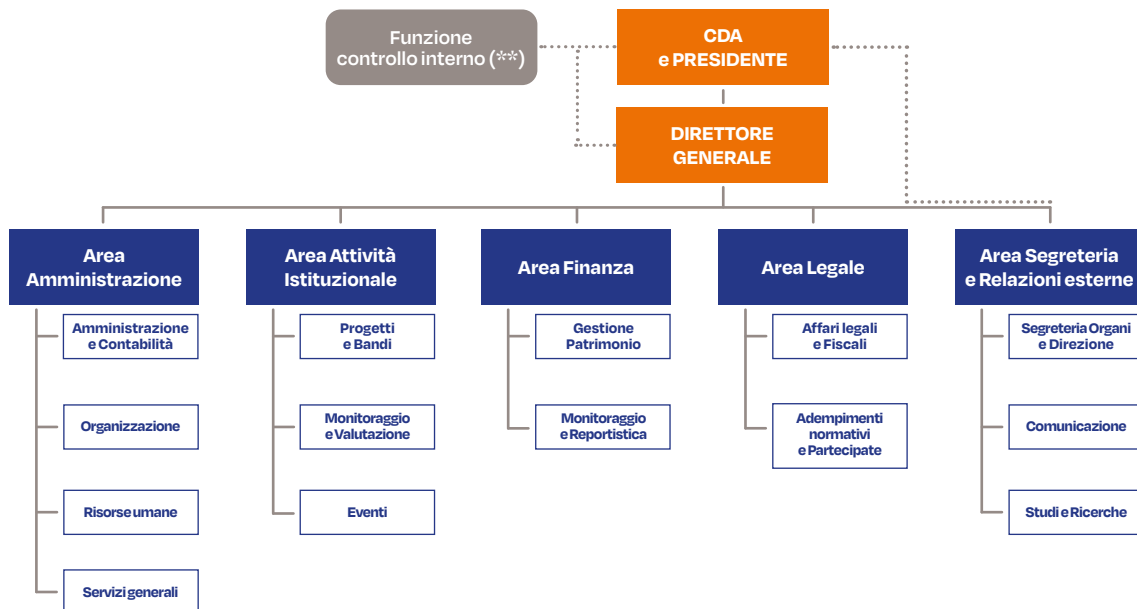 Funzione
controllo interno (**)
CDA
e PRESIDENTE
DIRETTORE
GENERALE
Area
Amministrazione
Area Attività
Istituzionale
Area Finanza
Area Legale
Area Segreteria
e Relazioni esterne
Amministrazione
e Contabilità
Progetti
e Bandi
Gestione
Patrimonio
Affari legali
e Fiscali
Segreteria Organi
e Direzione
Organizzazione
Monitoraggio
e Valutazione
Monitoraggio
e Reportistica
Adempimenti
normativi
e Partecipate
Comunicazione
Risorse umane
Eventi
Studi e Ricerche
Servizi generali